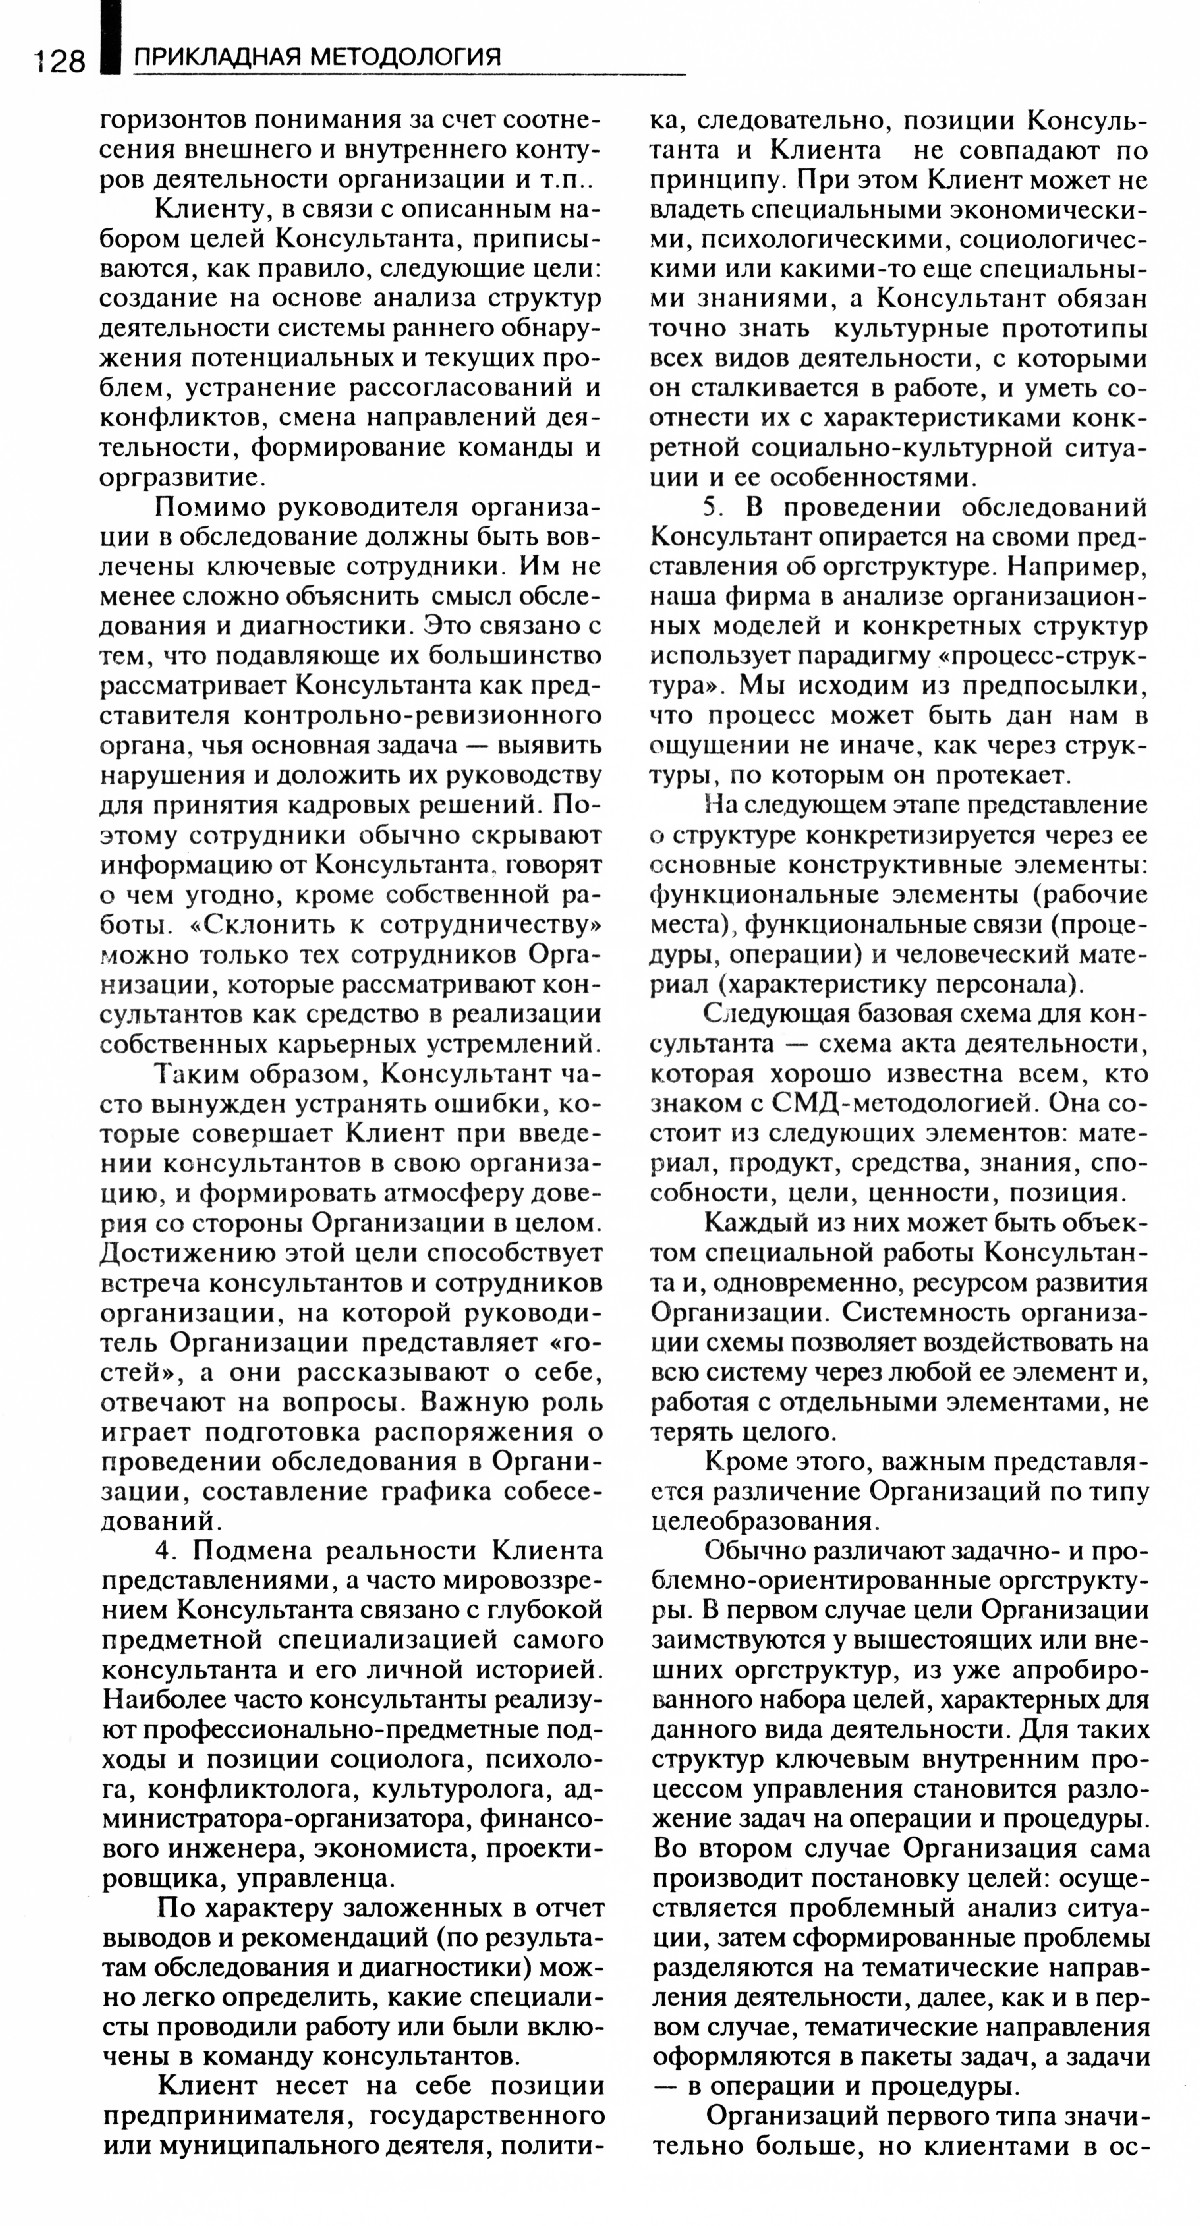 128
ПРИКЛАДНАЯ МЕТОДОЛОГИЯ
горизонтов понимания за счет соотне-
сения внешнего и внутреннего конту-
ров деятельности организации и т.п..
Клиенту, в связи с описанным на-
бором целей Консультанта, приписы-
ваются, как правило, следующие цели:
создание на основе анализа структур
деятельности системы раннего обнару-
жения потенциальных и текущих про-
блем, устранение рассогласований и
конфликтов, смена направлений дея-
тельности, формирование команды и
оргразвитие.
Помимо руководителя организа-
ции в обследование должны быть вов-
лечены ключевые сотрудники. Им не
менее сложно объяснить смысл обсле-
дования и диагностики. Это связано с
тем, что подавляюще их большинство
рассматривает Консультанта как пред-
ставителя контрольно-ревизионного
органа, чья основная задача — выявить
нарушения и доложить их руководству
для принятия кадровых решений. По-
этому сотрудники обычно скрывают
информацию от Консультанта, говорят
о чем угодно, кроме собственной ра-
боты. «Склонить к сотрудничеству»
можно только тех сотрудников Орга-
низации, которые рассматривают кон-
сультантов как средство в реализации
собственных карьерных устремлений.
Таким образом, Консультант ча-
сто вынужден устранять ошибки, ко-
торые совершает Клиент при введе-
нии консультантов в свою организа-
цию, и формировать атмосферу дове-
рия со стороны Организации в целом.
Достижению этой цели способствует
встреча консультантов и сотрудников
организации, на которой руководи-
тель Организации представляет «го-
стей», а они рассказывают о себе,
отвечают на вопросы. Важную роль
играет подготовка распоряжения о
проведении обследования в Органи-
зации, составление графика собесе-
дований.
4. Подмена реальности Клиента
представлениями, а часто мировоззре-
нием Консультанта связано с глубокой
предметной специализацией самого
консультанта и его личной историей.
Наиболее часто консультанты реализу-
ют профессионально-предметные под-
ходы и позиции социолога, психоло-
га, конфликтолога, культуролога, ад-
министратора-организатора, финансо-
вого инженера, экономиста, проекти-
ровщика, управленца.
По характеру заложенных в отчет
выводов и рекомендаций (по результа-
там обследования и диагностики) мож-
но легко определить, какие специали-
сты проводили работу или были вклю-
чены в команду консультантов.
Клиент несет на себе позиции
предпринимателя, государственного
или муниципального деятеля, полити-
ка, следовательно, позиции Консуль-
танта и Клиента не совпадают по
принципу. При этом Клиент может не
владеть специальными экономически-
ми, психологическими, социологичес-
кими или какими-то еще специальны-
ми знаниями, а Консультант обязан
точно знать культурные прототипы
всех видов деятельности, с которыми
он сталкивается в работе, и уметь со-
отнести их с характеристиками конк-
ретной социально-культурной ситуа-
ции и ее особенностями.
5. В проведении обследований
Консультант опирается на своми пред-
ставления об оргструктуре. Например,
наша фирма в анализе организацион-
ных моделей и конкретных структур
использует парадигму «процесс-струк-
тура». Мы исходим из предпосылки,
что процесс может быть дан нам в
ощущении не иначе, как через струк-
туры, по которым он протекает.
На следующем этапе представление
о структуре конкретизируется через ее
основные конструктивные элементы:
функциональные элементы (рабочие
места), функциональные связи (проце-
дуры, операции) и человеческий мате-
риал (характеристику персонала).
Следующая базовая схема для кон-
сультанта — схема акта деятельности,
которая хорошо известна всем, кто
знаком с СМД-методологией. Она со-
стоит из следующих элементов: мате-
риал, продукт, средства, знания, спо-
собности, цели, ценности, позиция.
Каждый из них может быть объек-
том специальной работы Консультан-
та и, одновременно, ресурсом развития
Организации. Системность организа-
ции схемы позволяет воздействовать на
всю систему через любой ее элемент и,
работая с отдельными элементами, не
терять целого.
Кроме этого, важным представля-
ется различение Организаций по типу
целеобразования.
Обычно различают задачно- и про-
блемно-ориентированные оргструкту-
ры. В первом случае цели Организации
заимствуются у вышестоящих или вне-
шних оргструктур, из уже апробиро-
ванного набора целей, характерных для
данного вида деятельности. Для таких
структур ключевым внутренним про-
цессом управления становится разло-
жение задач на операции и процедуры.
Во втором случае Организация сама
производит постановку целей: осуще-
ствляется проблемный анализ ситуа-
ции, затем сформированные проблемы
разделяются на тематические направ-
ления деятельности, далее, как и в пер-
вом случае, тематические направления
оформляются в пакеты задач, а задачи
— в операции и процедуры.
Организаций первого типа значи-
тельно больше, но клиентами в ос-